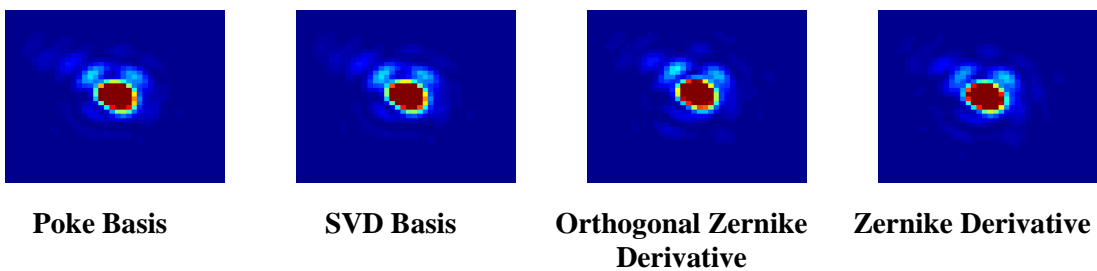 Poke Basis
SVD Basis
Orthogonal Zernike
Derivative
Zernike Derivative